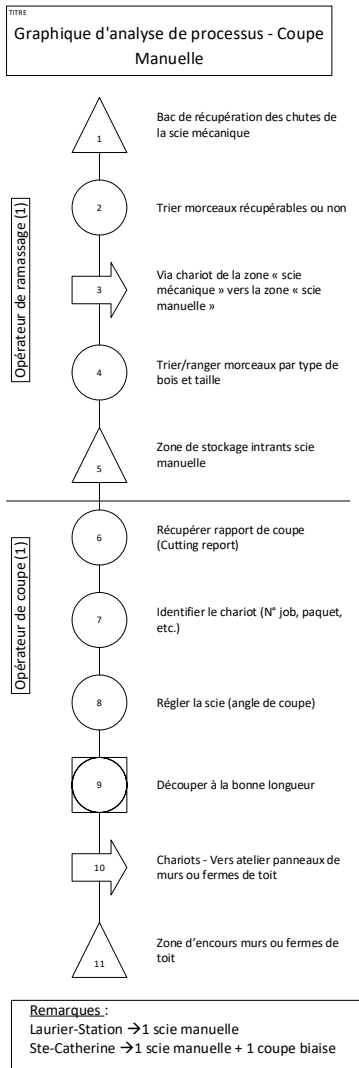 TITRE
Graphique d'analyse de processus - Coupe
Manuelle
Opérateur de ramassage (1)
1
Bac de récupération des chutes de
la scie mécanique
2
Trier morceaux récupérables ou non
3
Via chariot de la zone « scie
mécanique » vers la zone « scie
manuelle »
4
Trier/ranger morceaux par type de
bois et taille
5
Zone de stockage intrants scie
manuelle
Opérateur de coupe (1)
6
Récupérer rapport de coupe
(Cutting report)
7
Identifier le chariot (N° job, paquet,
etc.)
8
Régler la scie (angle de coupe)
9
Découper à la bonne longueur
10
Chariots - Vers atelier panneaux de
murs ou fermes de toit
11
Zone d'encours murs ou fermes de
toit
Remarques :
Laurier-Station →1 scie manuelle
Ste-Catherine →1 scie manuelle + 1 coupe biaise